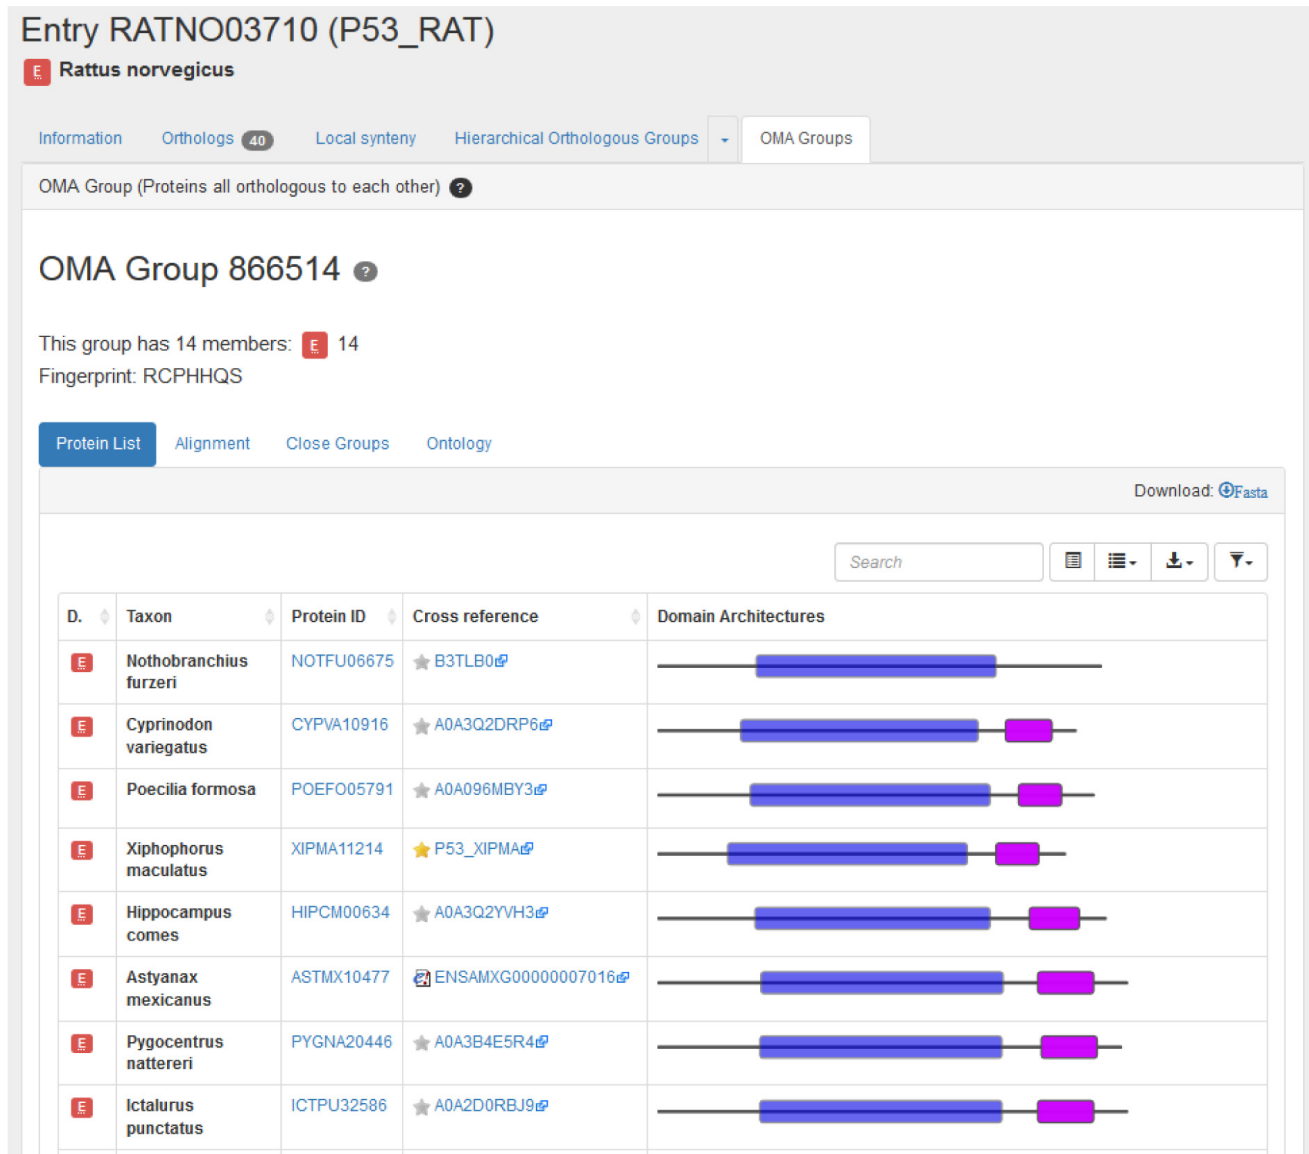 Entry RATNO03710 (P53_RAT)
E Rattus norvegicus
Information Orthologs 40 Local synteny Hierarchical Orthologous Groups OMA Groups
OMA Group (Proteins all orthologous to each other) ?
OMA Group 866514 ?
This group has 14 members: E 14
Fingerprint: RCPHHQS
Protein List Alignment Close Groups Ontology
Download: Fasta
Search
D. Taxon Protein ID Cross reference Domain Architectures
E Nothobranchius NOTFU06675 B3TLB0
furzeri
E Cyprinodon CYPVA10916 A0A3Q2DRP6
variegatus
E Poecilia formosa POEFO05791 A0A096MBY3
E Xiphophorus XIPMA11214 P53_XIPMA
maculatus
E Hippocampus HIPCM00634 A0A3Q2YVH3
comes
E Astyanax ASTMX10477 e! ENSAMXG00000007016
mexicanus
E Pygocentrus PYGNA20446 A0A3B4E5R4
nattereri
E Ictalurus ICTPU32586 A0A2D0RBJ9
punctatus